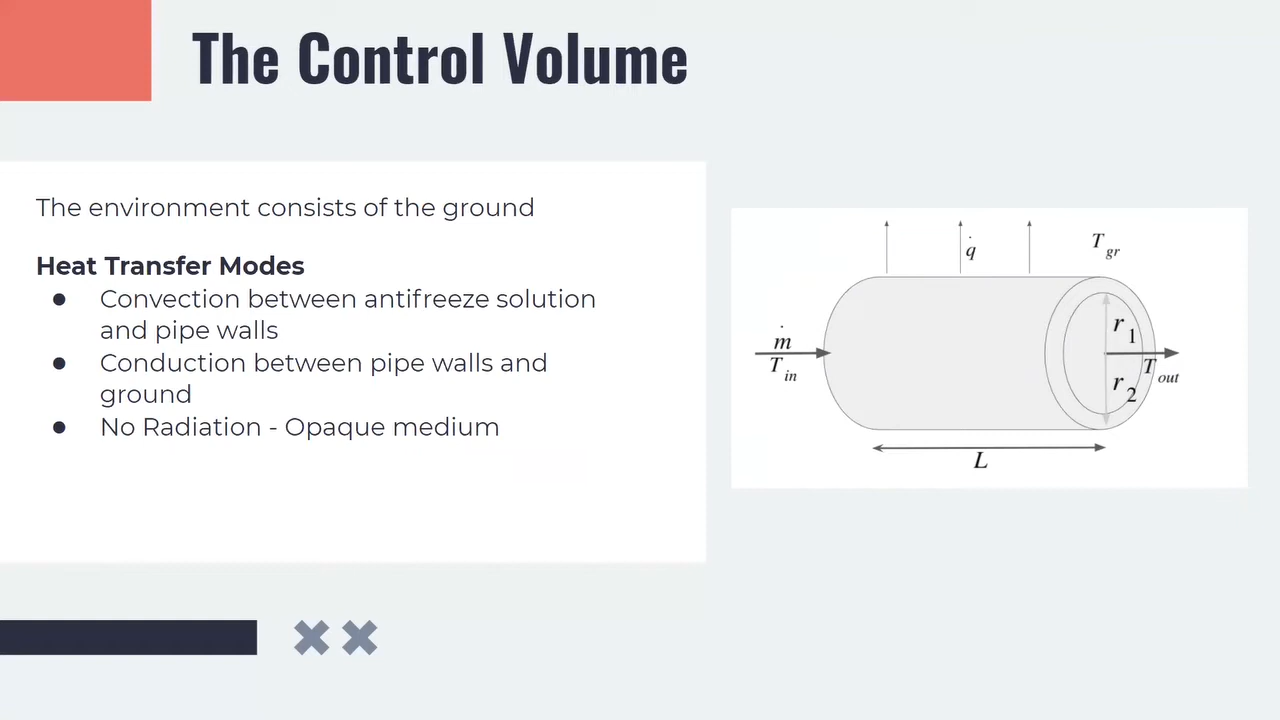 The Control Volume
The environment consists of the ground
Heat Transfer Modes
● Convection between antifreeze solution
and pipe walls
● Conduction between pipe walls and
ground
● No Radiation - Opaque medium
q̇
T gr
ṁ
T in
r 1
r 2
T out
L